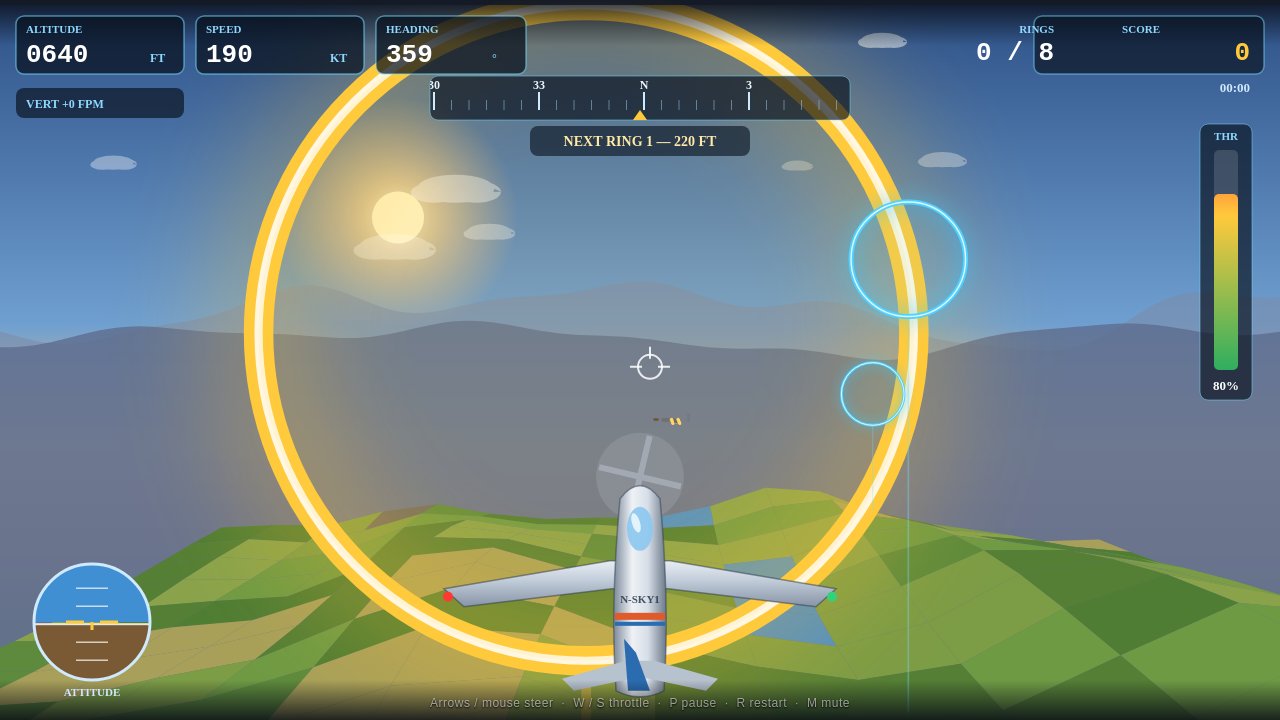 ALTITUDE
0640 FT
SPEED
190 KT
HEADING
359 °
RINGS
0 / 8
SCORE
0
00:00
VERT +0 FPM
30 33 N 3
NEXT RING 1 — 220 FT
THR
80%
N-SKY1
ATTITUDE
Arrows / mouse steer · W / S throttle · P pause · R restart · M mute